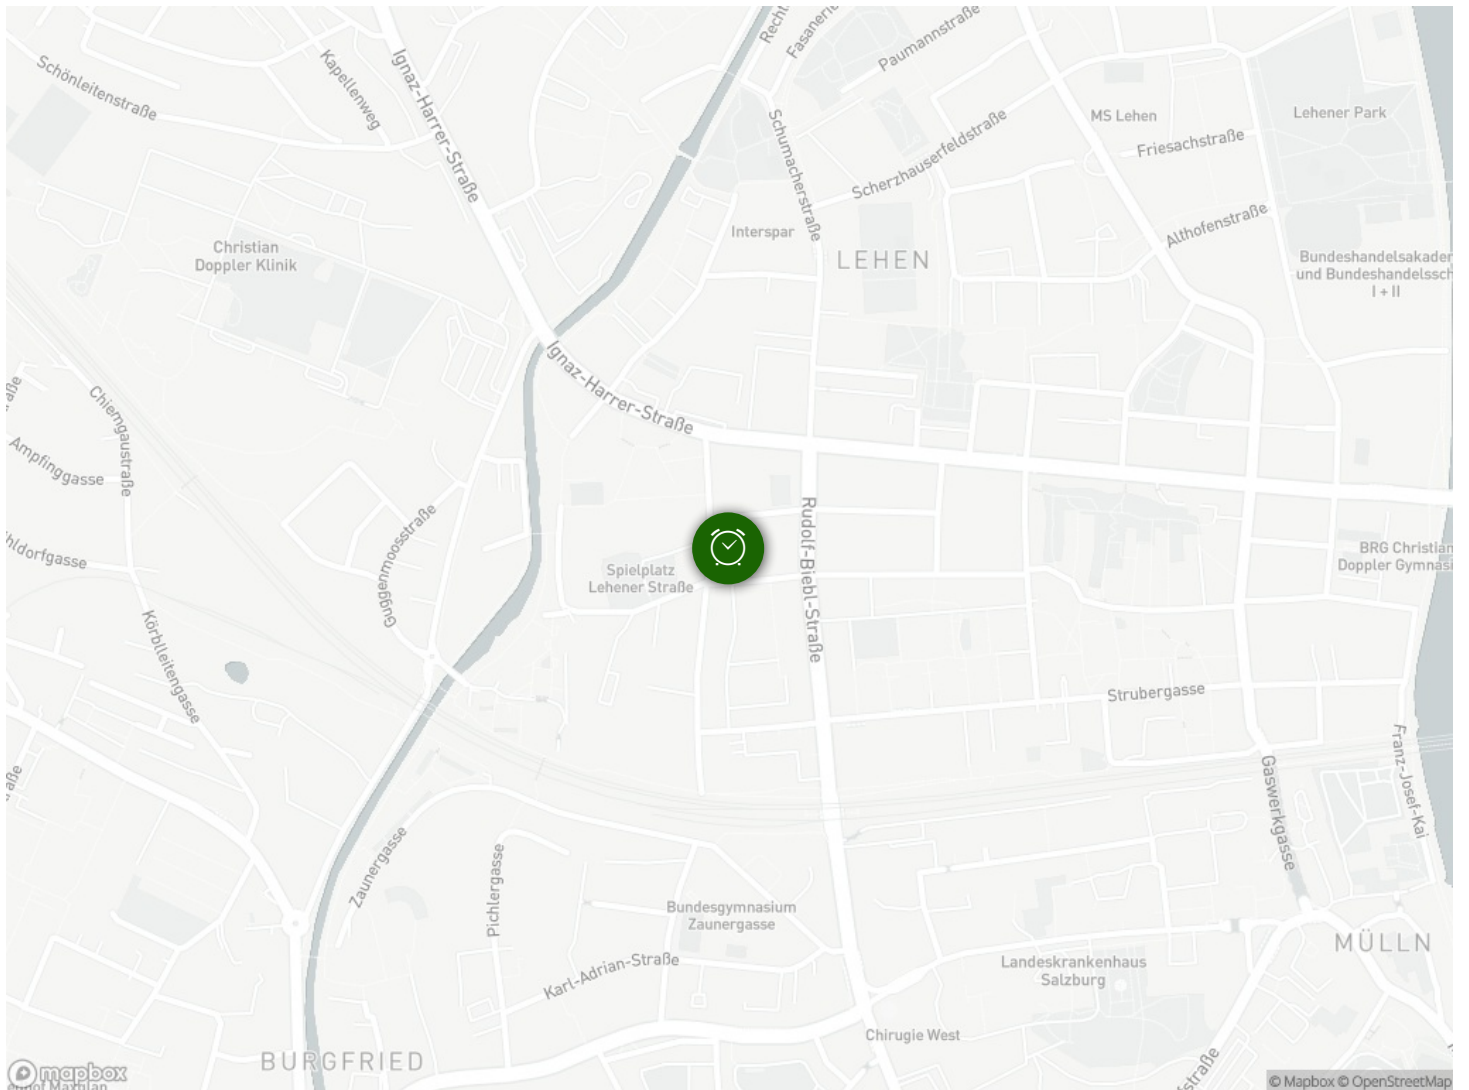 Schönleitenstraße
Kapellenweg
Ignaz-Harrer-Straße
Paumannstraße
MS Lehen
Lehener Park
Friesachstraße
Schumacherstraße
Scherzhauserfeldstraße
Interspar
Althofenstraße
LEHEN
Christian
Doppler Klinik
Bundeshandelsakader
und Bundeshandelssch
I + II
Ignaz-Harrer-Straße
Chiemgaustraße
Ampfinggasse
Guggenmoosstraße
Rudolf-Biebl-Straße
hldorfgasse
Spielplatz
Lehener Straße
BRG Christian
Doppler Gymnasi
Körblleitengasse
Strubergasse
Franz-Josef-Kai
Gaswerkgasse
Zaunergasse
Pichlergasse
Bundesgymnasium
Zaunergasse
Karl-Adrian-Straße
Landeskrankenhaus
Salzburg
MÜLLN
Chirugie West
BURGFRIED
mapbox
© Mapbox © OpenStreetMap